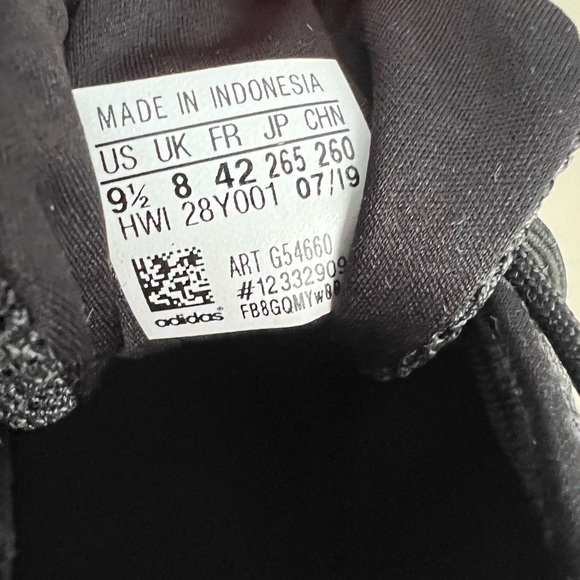 MADE IN INDONESIA
US UK FR JP CHN
9½ 8 42 265 260
HWI 28Y001 07/19
ART G54660
#12332909
adidas